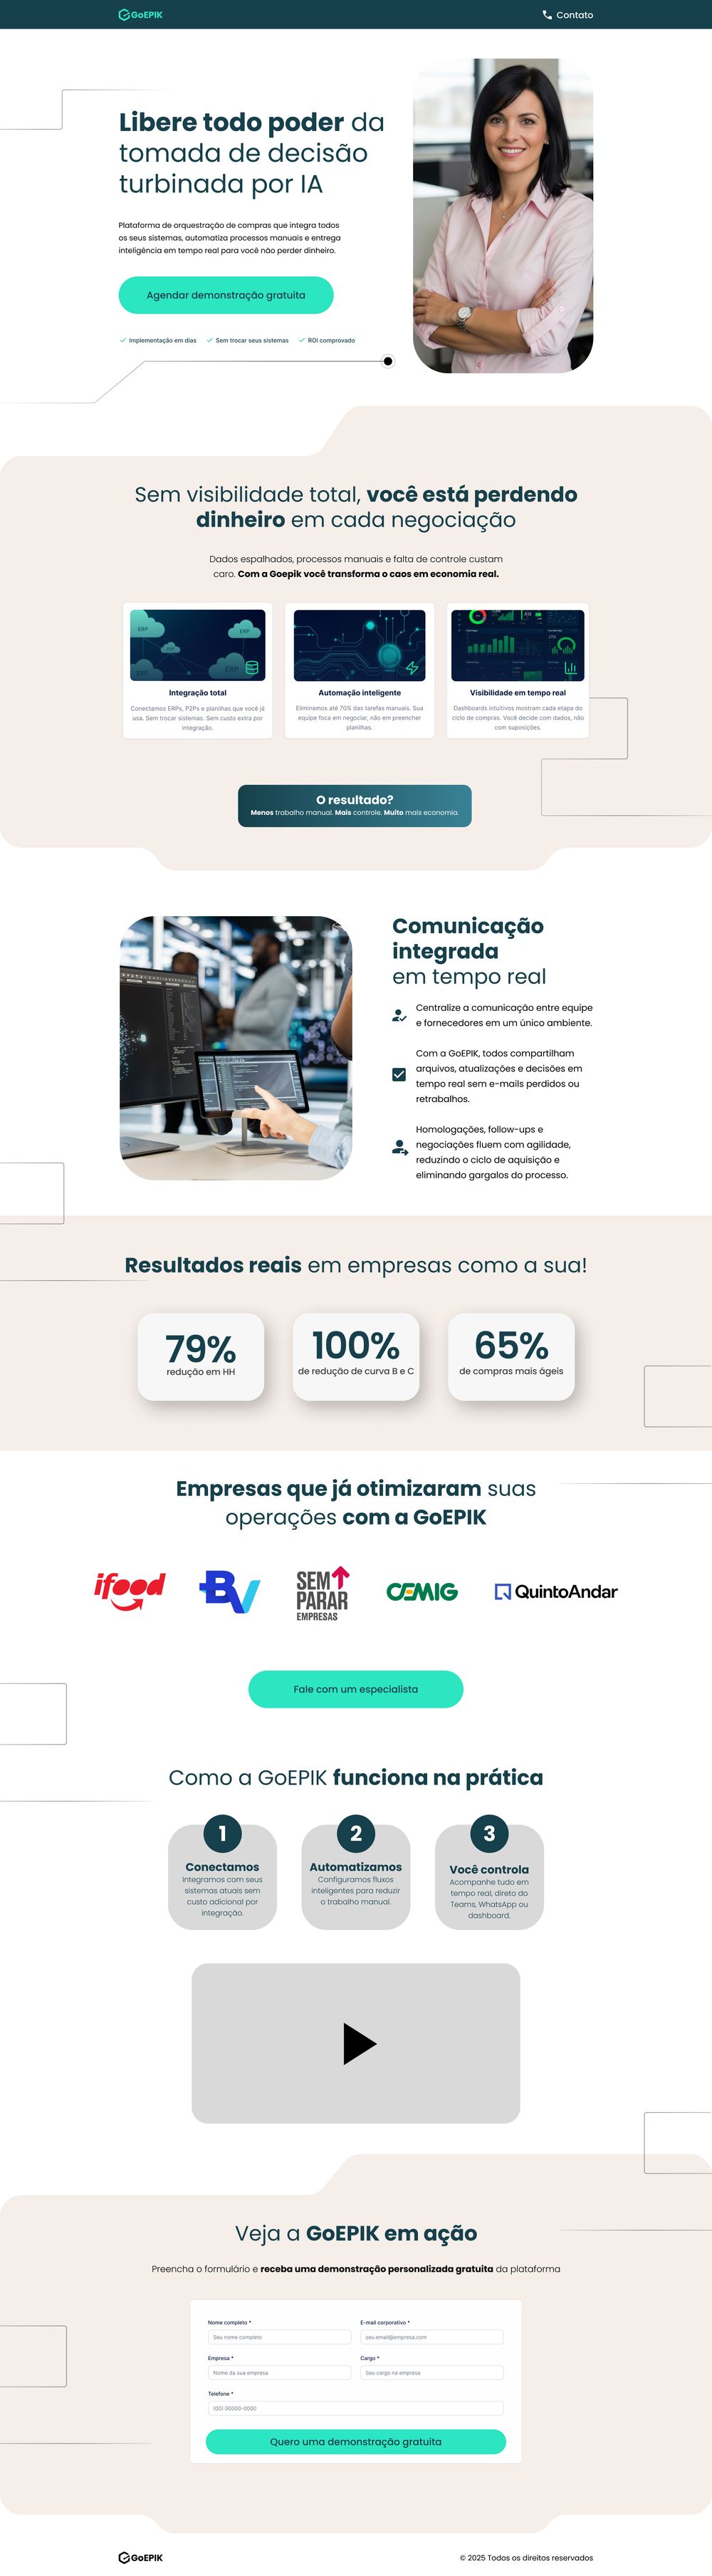 GoEPIK
Contato
Libere todo poder da
tomada de decisão
turbinada por IA
Plataforma de orquestração de compras que integra todos
os seus sistemas, automatiza processos manuais e entrega
inteligência em tempo real para você não perder dinheiro.
Agendar demonstração gratuita
Implementação em dias
Sem trocar seus sistemas
ROI comprovado
Sem visibilidade total, você está perdendo
dinheiro em cada negociação
Dados espalhados, processos manuais e falta de controle custam
caro. Com a Goepik você transforma o caos em economia real.
ERP
ERP
ERP
ERP
Integração total
Conectamos ERPs, P2Ps e planilhas que você já
usa. Sem trocar sistemas. Sem custo extra por
integração.
Automação inteligente
Eliminamos até 70% das tarefas manuais. Sua
equipe foca em negociar, não em preencher
planilhas.
Visibilidade em tempo real
Dashboards intuitivos mostram cada etapa do
ciclo de compras. Você decide com dados, não
com suposições.
O resultado?
Menos trabalho manual. Mais controle. Muito mais economia.
Comunicação
integrada
em tempo real
Centralize a comunicação entre equipe
e fornecedores em um único ambiente.
Com a GoEPIK, todos compartilham
arquivos, atualizações e decisões em
tempo real sem e-mails perdidos ou
retrabalhos.
Homologações, follow-ups e
negociações fluem com agilidade,
reduzindo o ciclo de aquisição e
eliminando gargalos do processo.
Resultados reais em empresas como a sua!
79%
redução em HH
100%
de redução de curva B e C
65%
de compras mais ágeis
Empresas que já otimizaram suas
operações com a GoEPIK
ifood
BV
SEM
PARAR
EMPRESAS
CEMIG
QuintoAndar
Fale com um especialista
Como a GoEPIK funciona na prática
1
Conectamos
Integramos com seus
sistemas atuais sem
custo adicional por
integração.
2
Automatizamos
Configuramos fluxos
inteligentes para reduzir
o trabalho manual.
3
Você controla
Acompanhe tudo em
tempo real, direto do
Teams, WhatsApp ou
dashboard.
Veja a GoEPIK em ação
Preencha o formulário e receba uma demonstração personalizada gratuita da plataforma
Nome completo *
Seu nome completo
E-mail corporativo *
seu.email@empresa.com
Empresa *
Nome da sua empresa
Cargo *
Seu cargo na empresa
Telefone *
(00) 00000-0000
Quero uma demonstração gratuita
GoEPIK
© 2025 Todos os direitos reservados